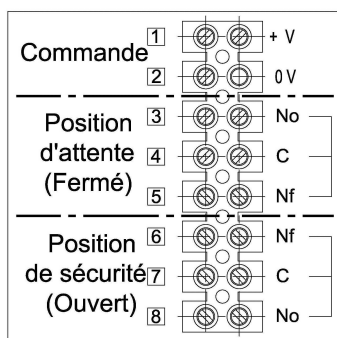 Commande
1 + V
2 0 V
Position d'attente (Fermé)
3 No
4 C
5 Nf
Position de sécurité (Ouvert)
6 Nf
7 C
8 No